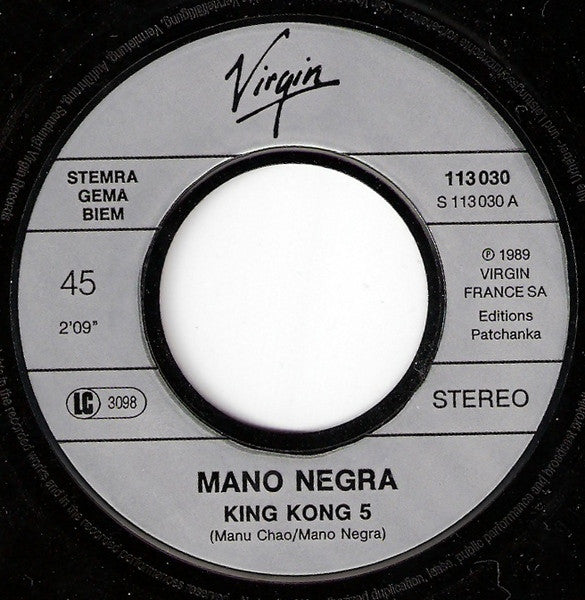 Virgin
STEMRA
GEMA
BIEM
113 030
S 113 030 A
45
2'09"
℗ 1989
VIRGIN
FRANCE SA
Editions
Patchanka
LC 3098
STEREO
MANO NEGRA
KING KONG 5
(Manu Chao/Mano Negra)